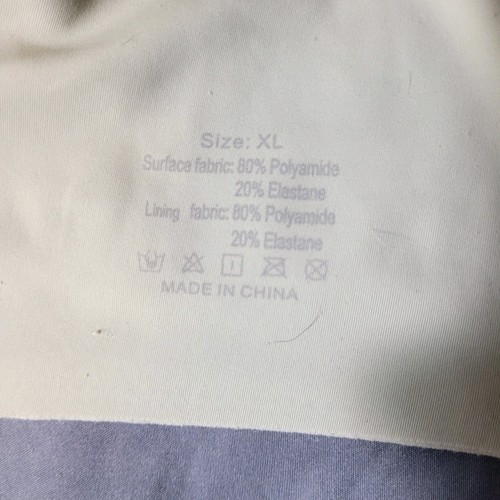 Size: XL
Surface fabric: 80% Polyamide
20% Elastane
Lining fabric: 80% Polyamide
20% Elastane
MADE IN CHINA